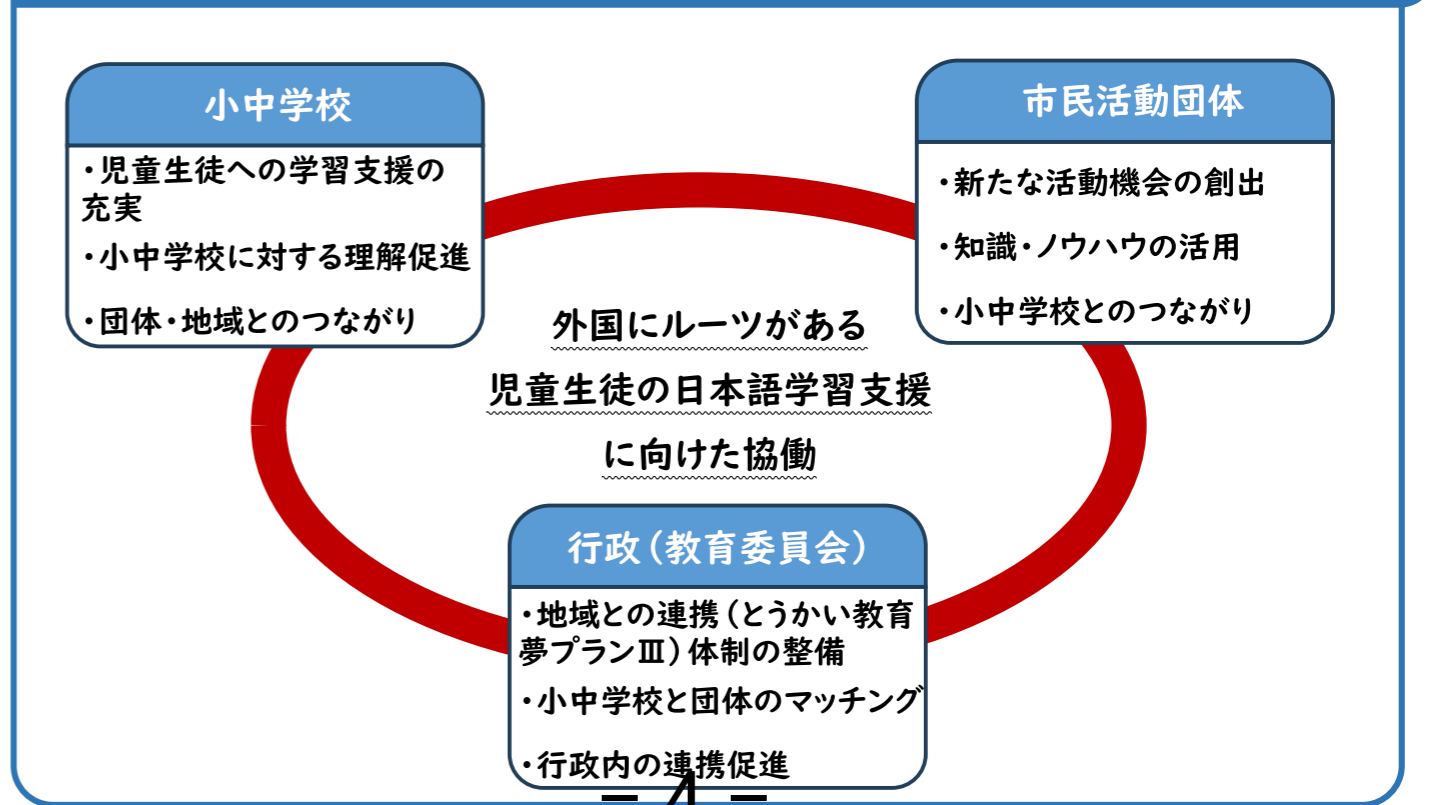 小中学校
・児童生徒への学習支援の
充実
・小中学校に対する理解促進
・団体・地域とのつながり
市民活動団体
・新たな活動機会の創出
・知識・ノウハウの活用
・小中学校とのつながり
外国にルーツがある
児童生徒の日本語学習支援
に向けた協働
行政(教育委員会)
・地域との連携(とうかい教育
夢プランⅢ)体制の整備
・小中学校と団体のマッチング
・行政内の連携促進
- 4 -